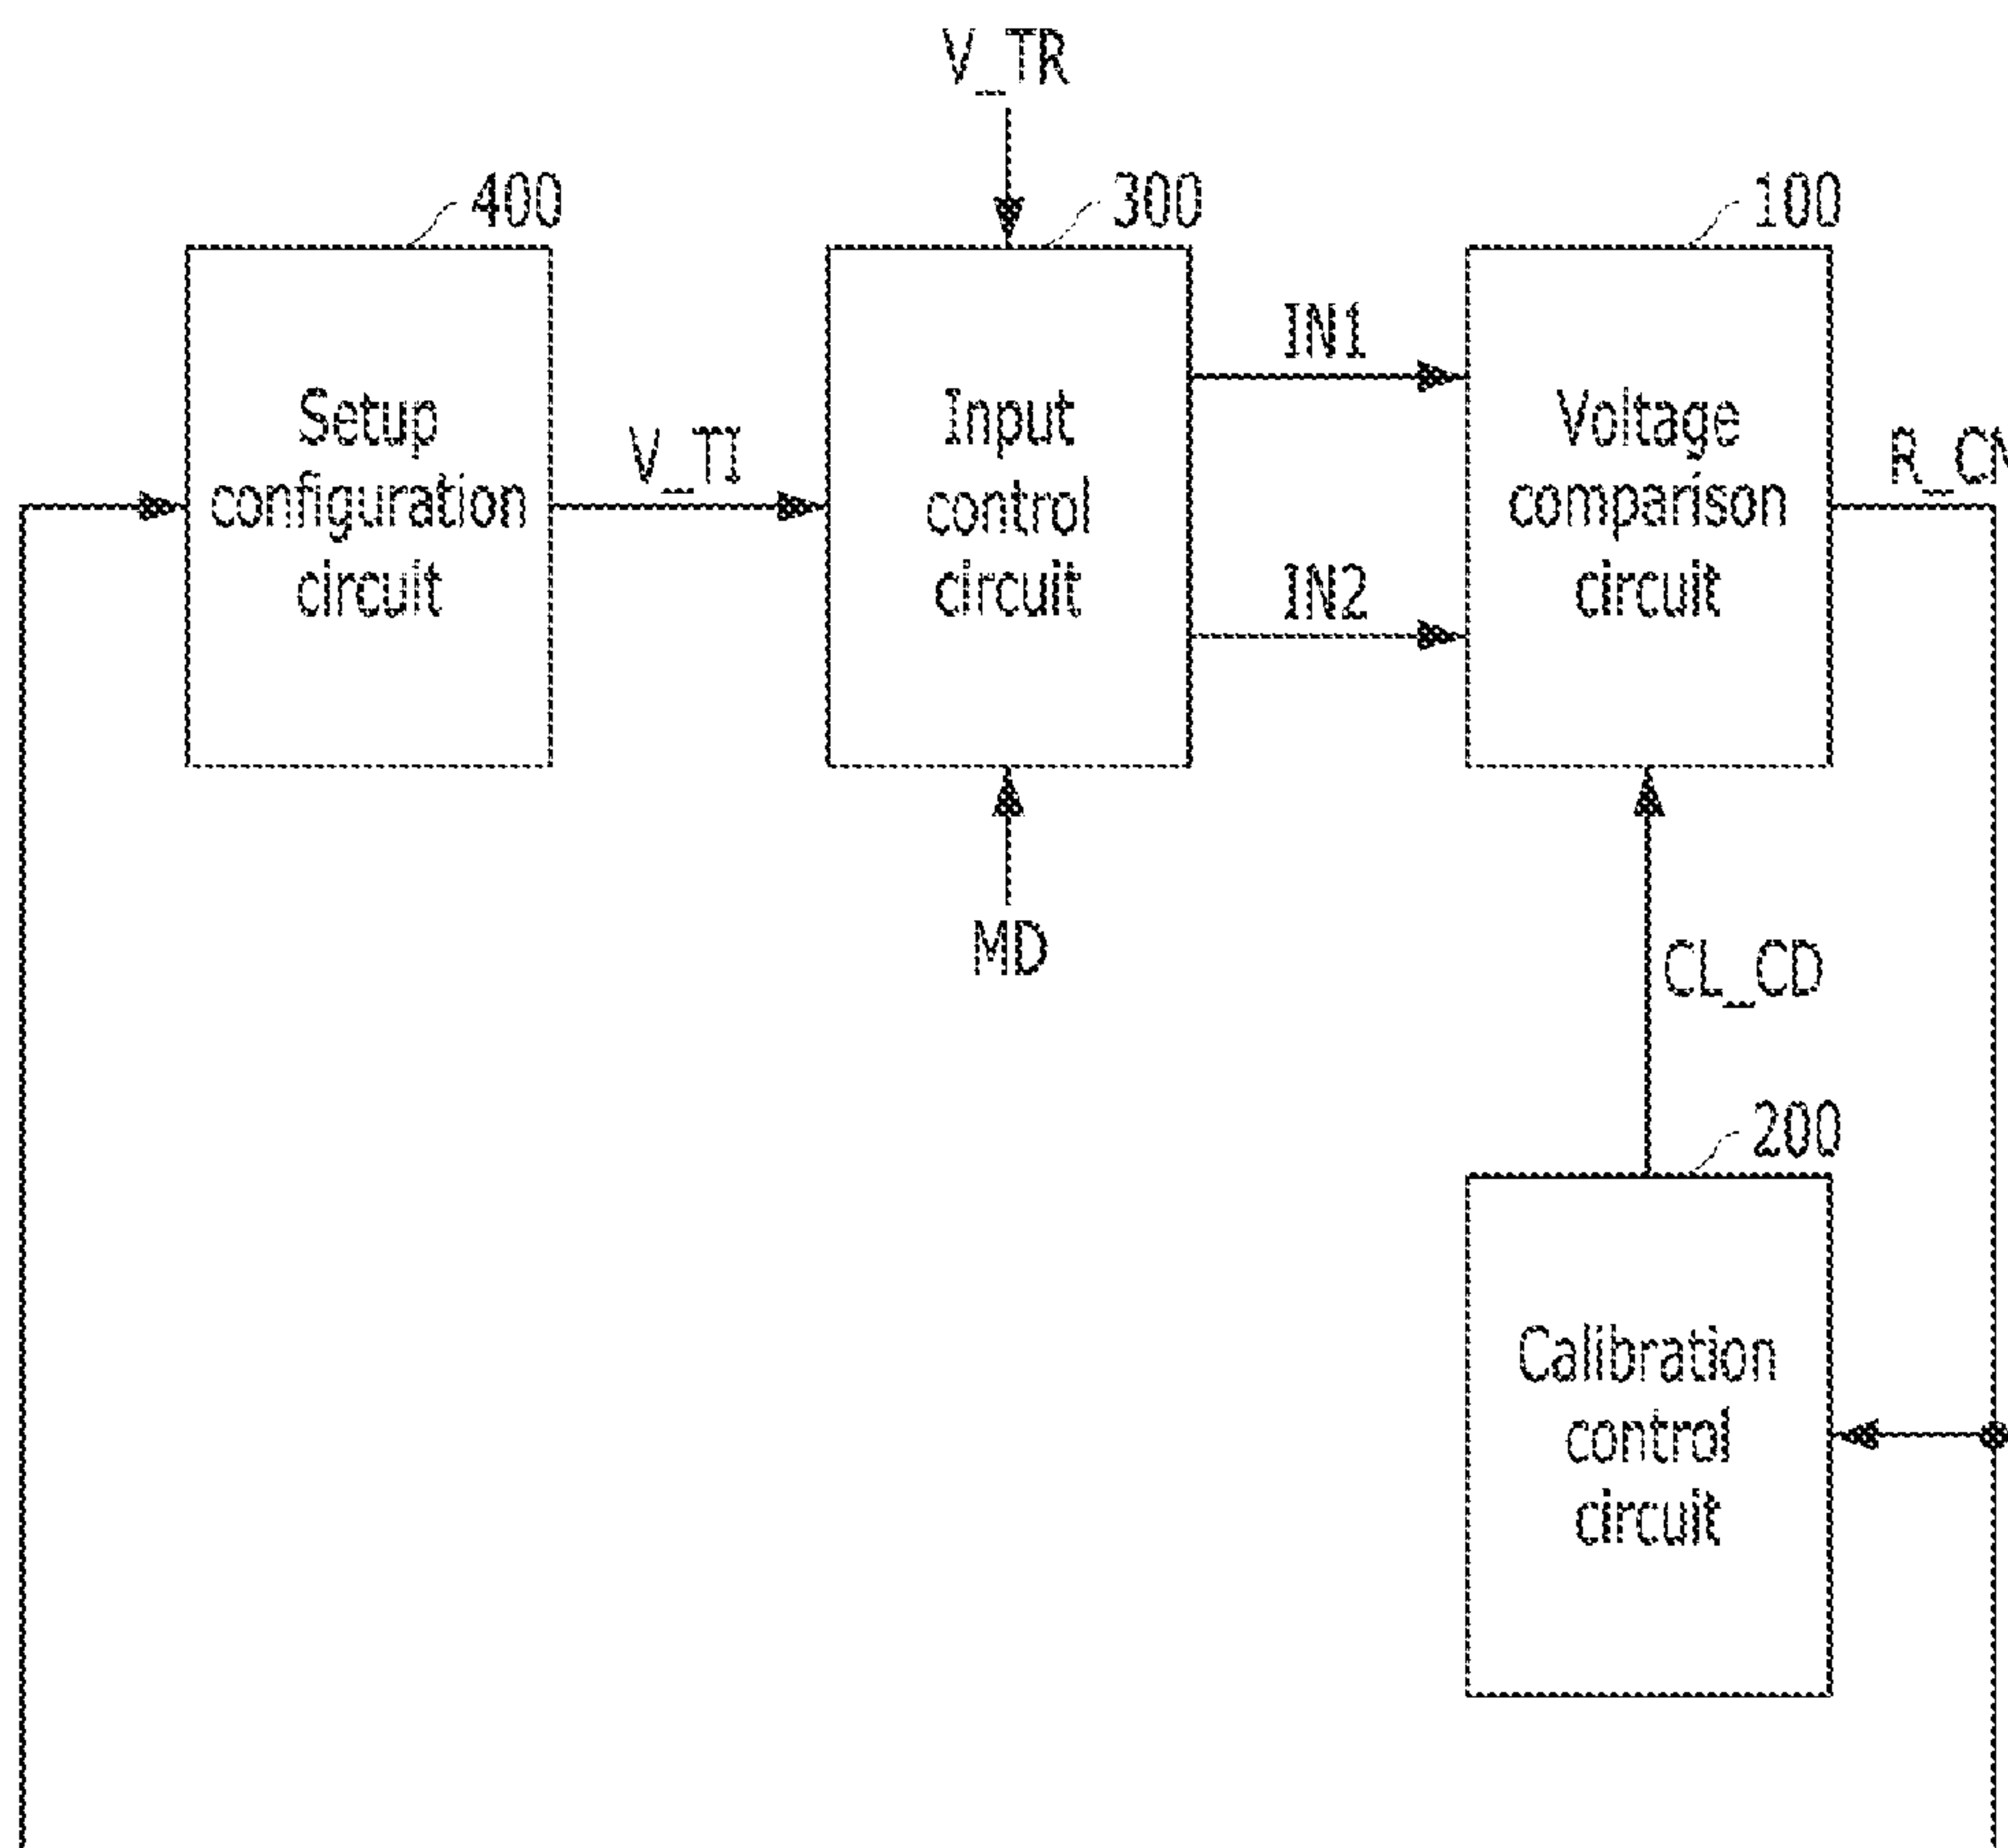 V_TR
400
300
100
Setup
configuration
circuit
V_TI
Input
control
circuit
IN1
IN2
Voltage
comparison
circuit
MD
CL_CD
200
Calibration
control
circuit